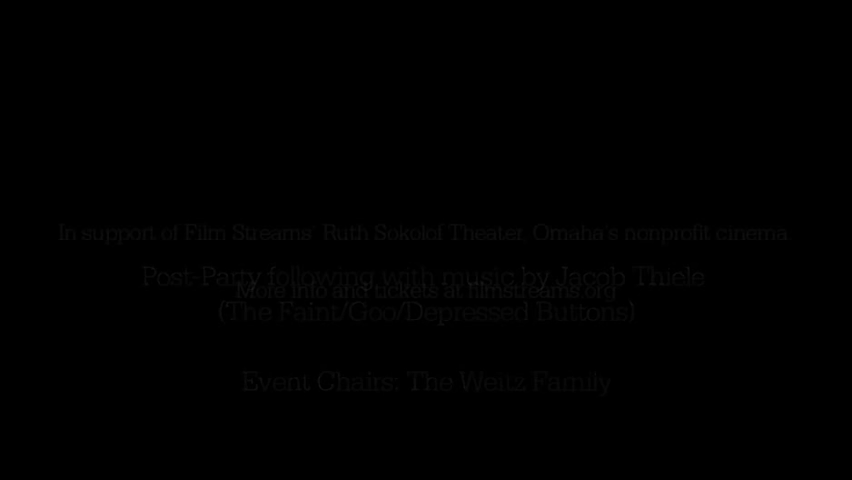 In support of Film Streams' Ruth Sokolof Theater, Omaha's nonprofit cinema
Post-Party following with music by Jacob Thiele
More info and tickets at filmstreams.org
(The Faint/Goo/Depressed Buttons)
Event Chairs: The Weitz Family